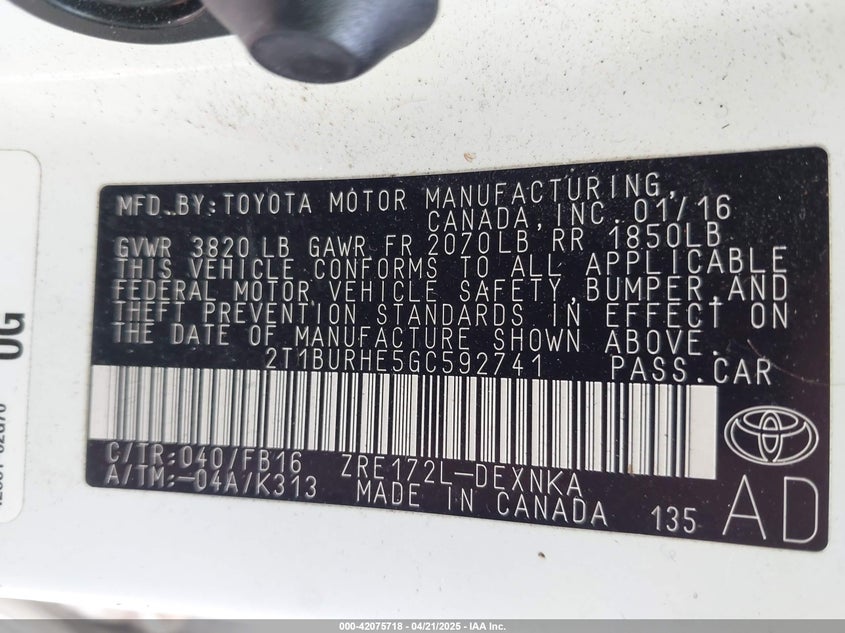 MFD. BY: TOYOTA MOTOR MANUFACTURING,
CANADA, INC. 01/16
GVWR 3820 LB GAWR FR 2070LB RR 1850LB
THIS VEHICLE CONFORMS TO ALL APPLICABLE
FEDERAL MOTOR VEHICLE SAFETY, BUMPER, AND
THEFT PREVENTION STANDARDS IN EFFECT ON
THE DATE OF MANUFACTURE SHOWN ABOVE.
2T1BURHE5GC592741 PASS.CAR
C/TR:040/FB16 ZRE172L-DEXNKA
A/TM:-04A/K313 MADE IN CANADA 135 AD
000-42075718 - 04/21/2025 - IAA Inc.